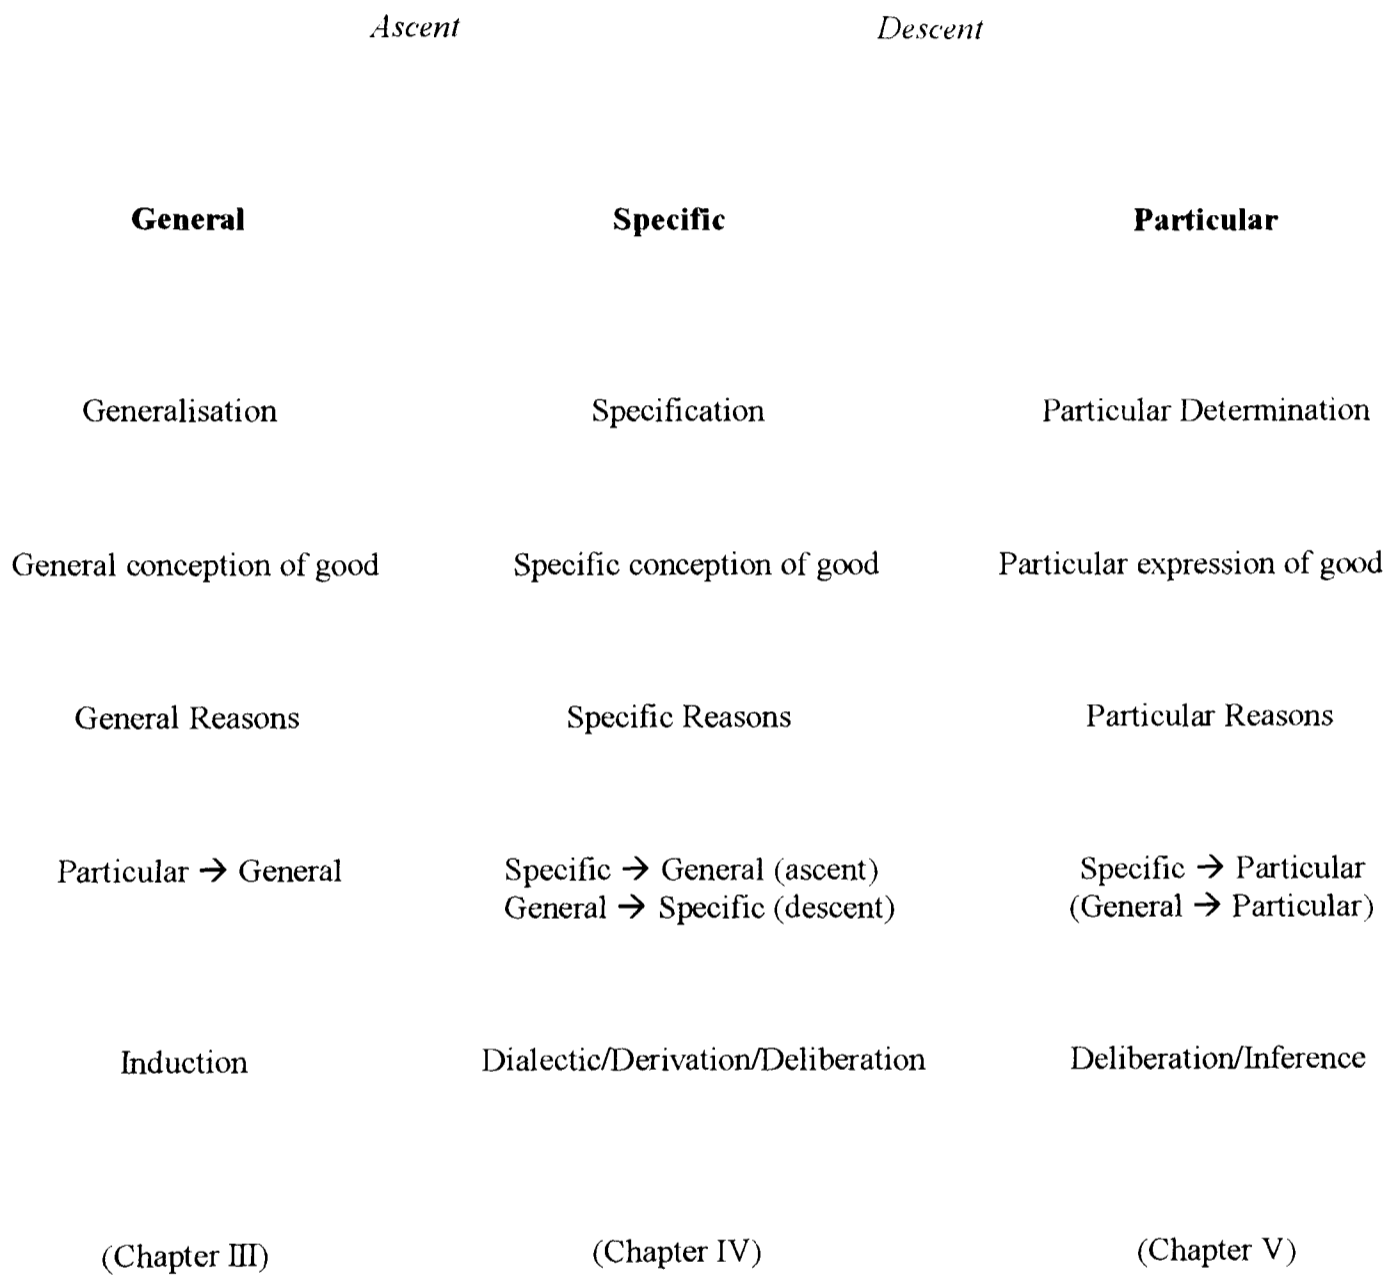 Ascent Descent
General Specific Particular
Generalisation Specification Particular Determination
General conception of good Specific conception of good Particular expression of good
General Reasons Specific Reasons Particular Reasons
Particular → General Specific → General (ascent) Specific → Particular
General → Specific (descent) (General → Particular)
Induction Dialectic/Derivation/Deliberation Deliberation/Inference
(Chapter III) (Chapter IV) (Chapter V)